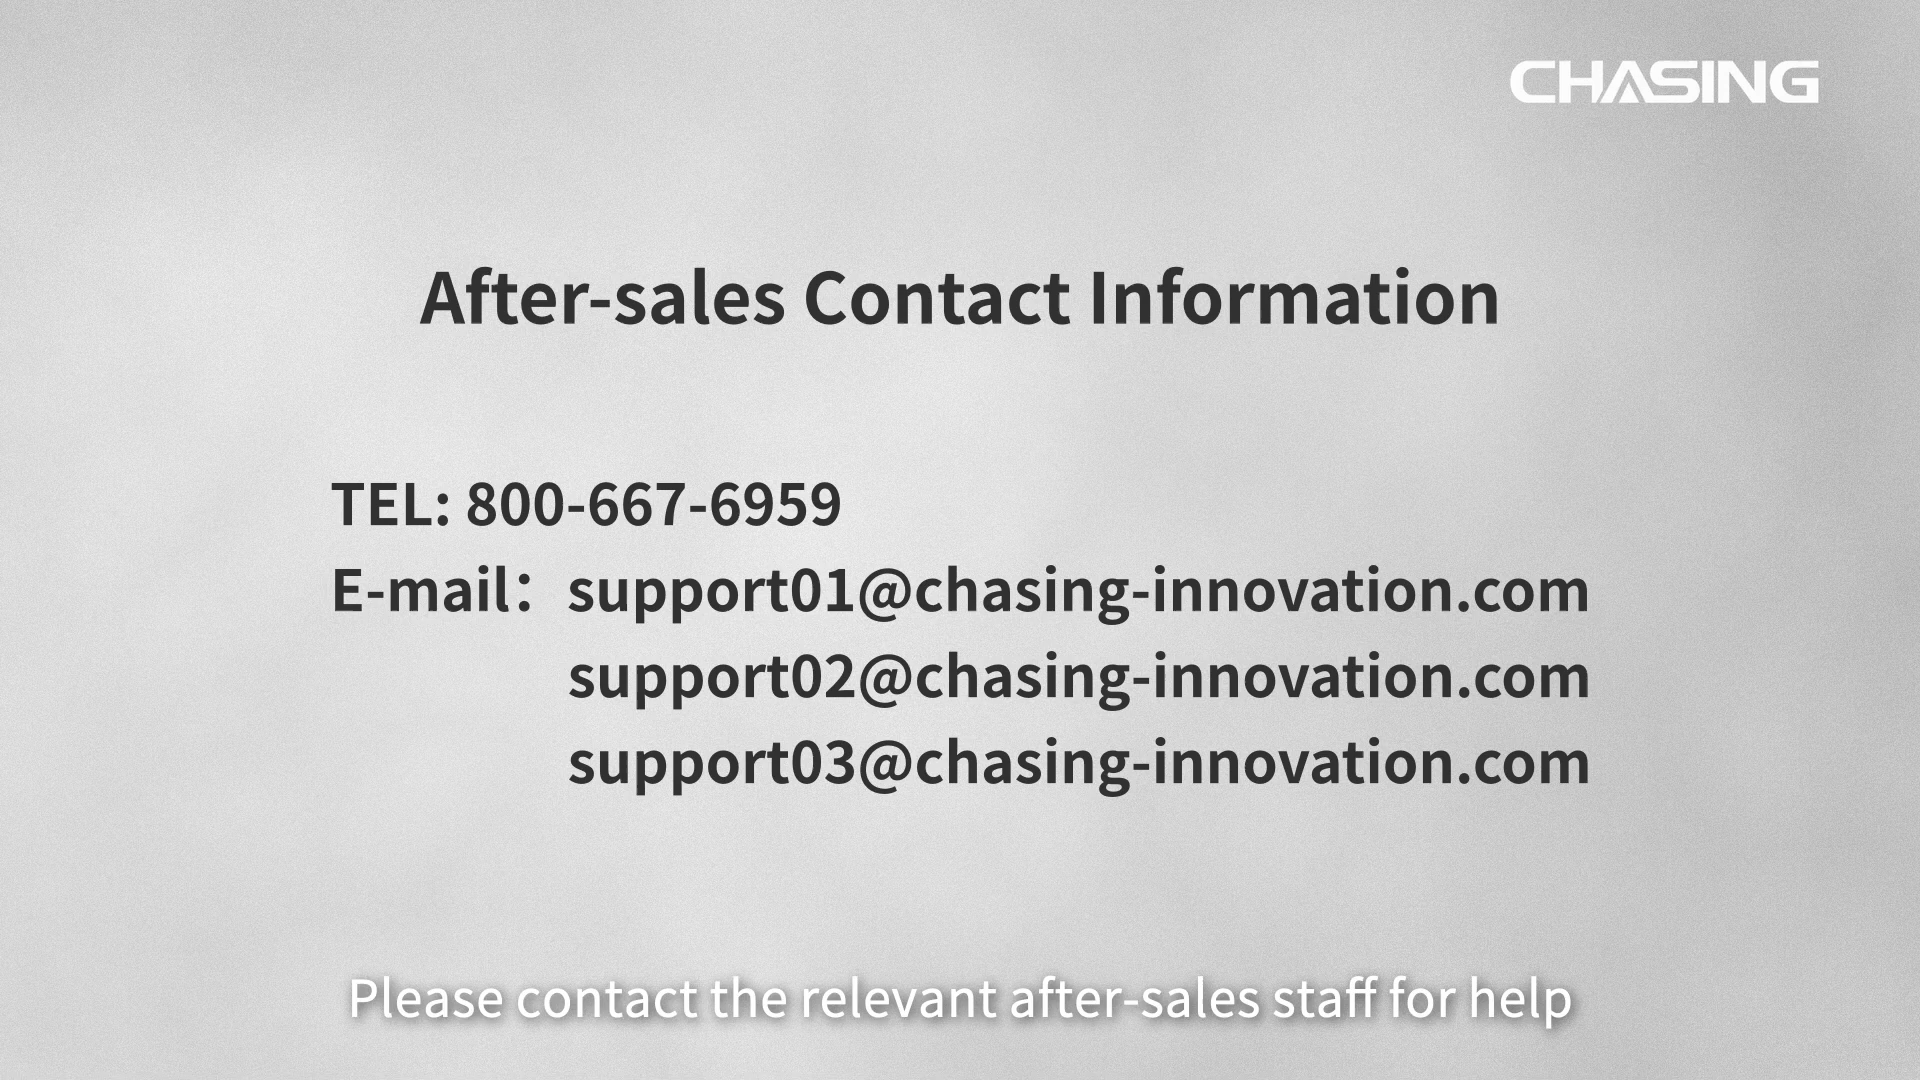 CHASING
After-sales Contact Information
TEL: 800-667-6959
E-mail：support01@chasing-innovation.com
support02@chasing-innovation.com
support03@chasing-innovation.com
Please contact the relevant after-sales staff for help